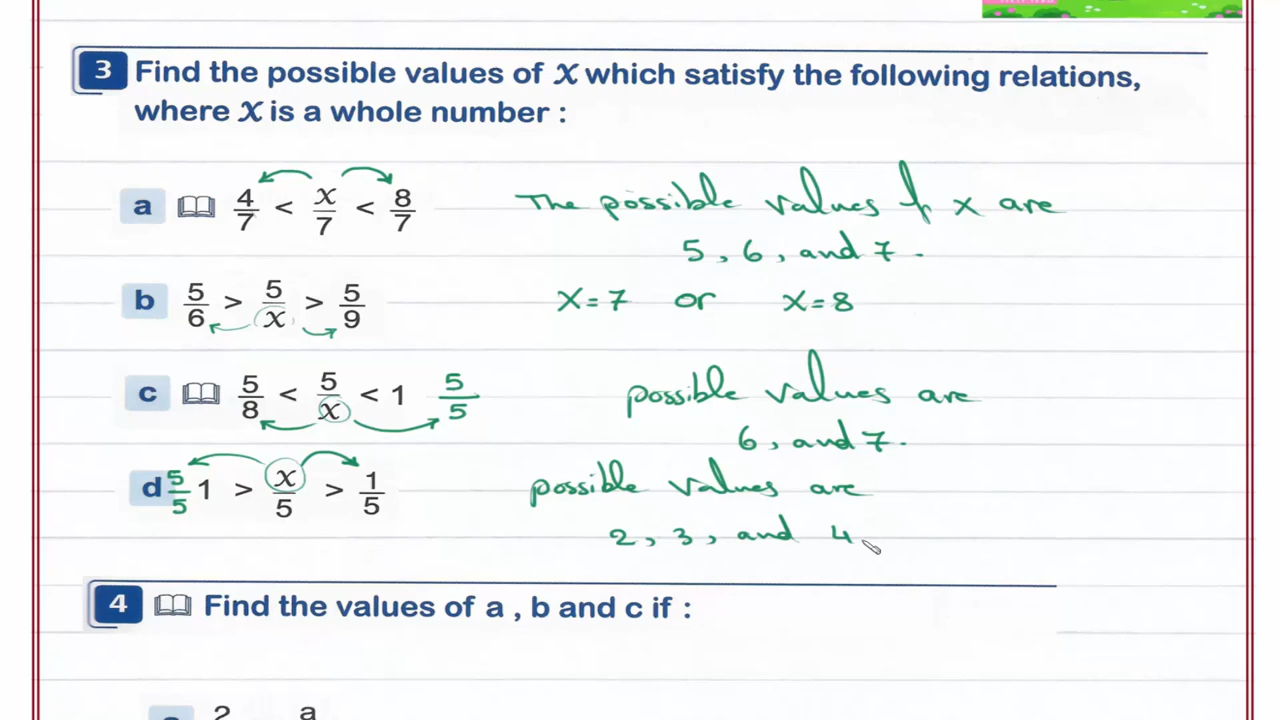 3 Find the possible values of x which satisfy the following relations,
where x is a whole number :
a 4/7 < x/7 < 8/7 The possible values of x are
5, 6, and 7.
b 5/6 > 5/x > 5/9 x=7 or x=8
c 5/8 < 5/x < 1 5/5 possible values are
6, and 7.
d 5/5 1 > x/5 > 1/5 possible values are
2, 3, and 4
4 Find the values of a , b and c if :
2 a